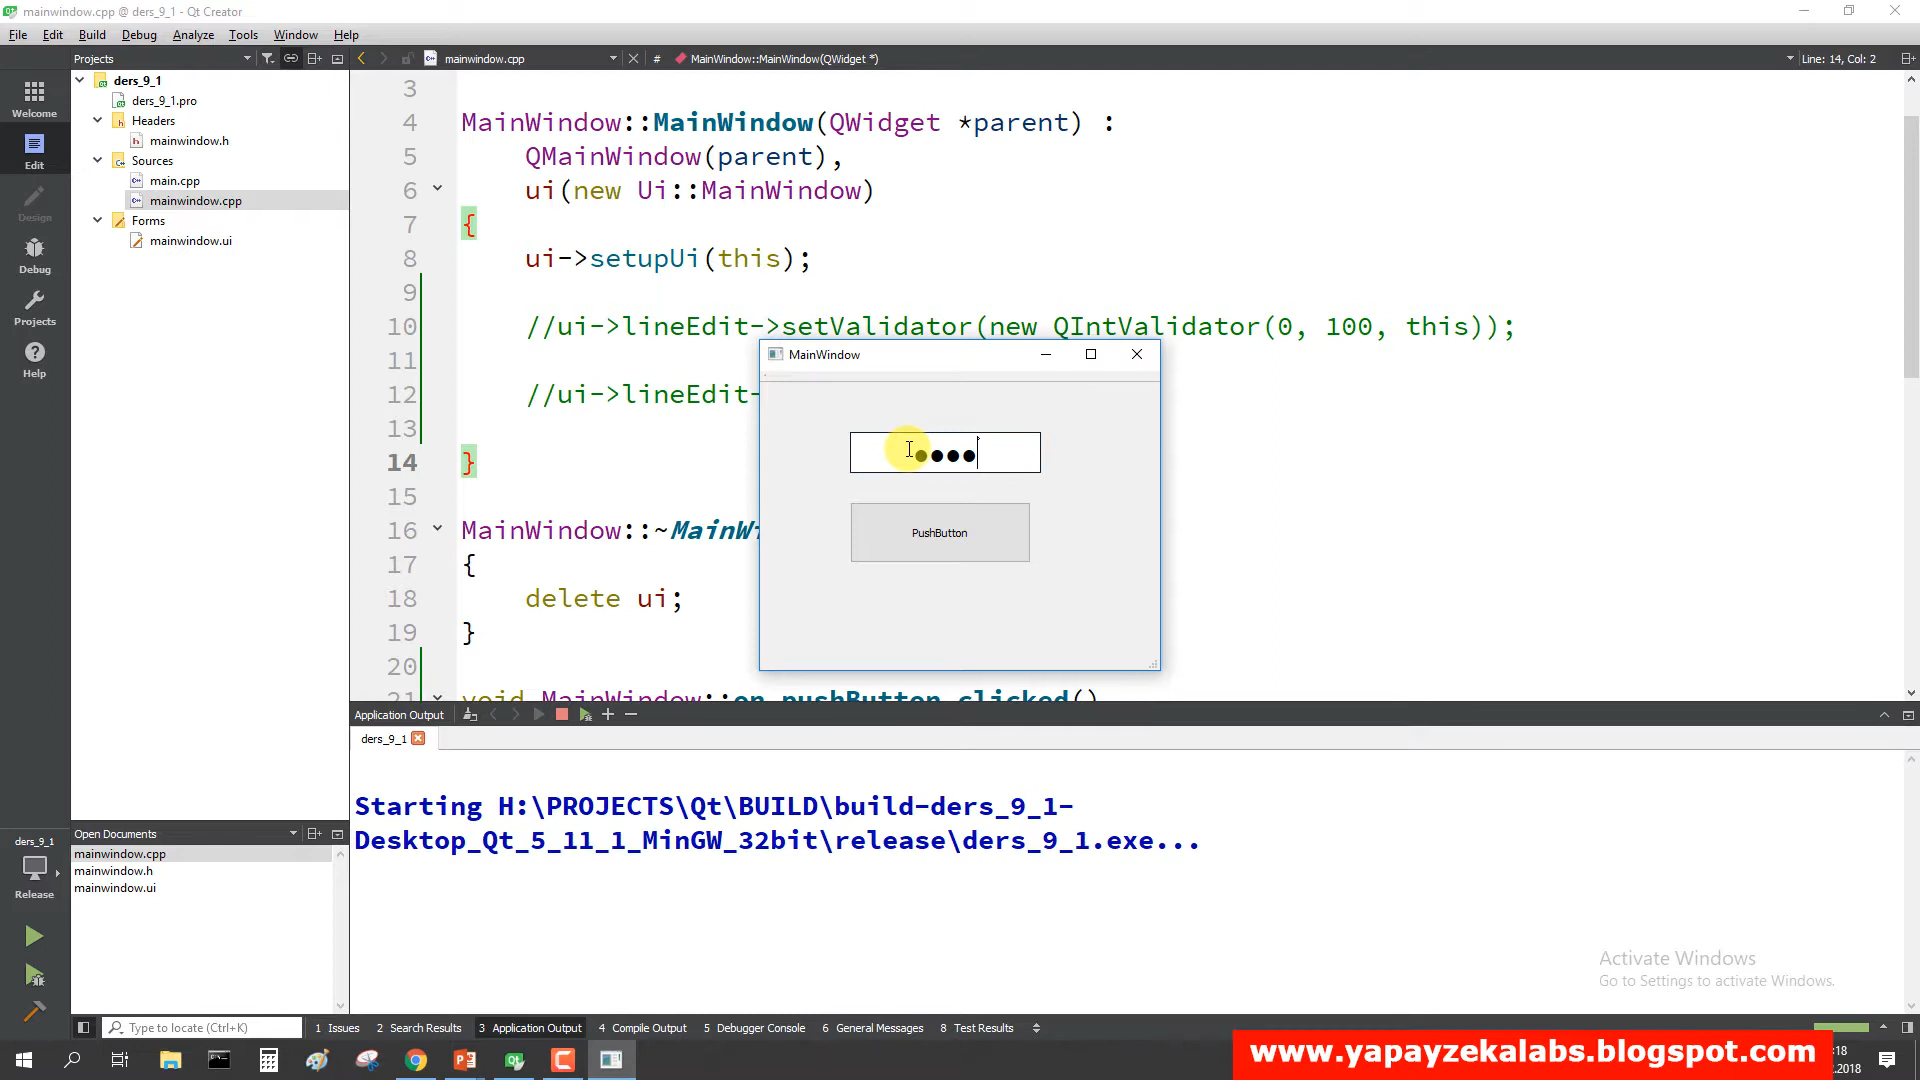 mainwindow.cpp @ ders_9_1 - Qt Creator
File Edit Build Debug Analyze Tools Window Help
Projects
mainwindow.cpp
#
MainWindow::MainWindow(QWidget *)
Line: 14, Col: 2
Welcome
Edit
Design
Debug
Projects
Help
ders_9_1
ders_9_1.pro
Headers
mainwindow.h
Sources
main.cpp
mainwindow.cpp
Forms
mainwindow.ui
3
4 MainWindow::MainWindow(QWidget *parent) :
5 QMainWindow(parent),
6 ui(new Ui::MainWindow)
7 {
8 ui->setupUi(this);
9
10 //ui->lineEdit->setValidator(new QIntValidator(0, 100, this));
11
12 //ui->lineEdit-
13
14 }
15
16 MainWindow::~MainWi
17 {
18 delete ui;
19 }
20
21 void MainWindow::on_pushButton_clicked()
MainWindow
PushButton
Application Output
ders_9_1
Starting H:\PROJECTS\Qt\BUILD\build-ders_9_1-
Desktop_Qt_5_11_1_MinGW_32bit\release\ders_9_1.exe...
Open Documents
mainwindow.cpp
mainwindow.h
mainwindow.ui
ders_9_1
Release
Activate Windows
Go to Settings to activate Windows.
Type to locate (Ctrl+K)
1 Issues 2 Search Results 3 Application Output 4 Compile Output 5 Debugger Console 6 General Messages 8 Test Results
www.yapayzekalabs.blogspot.com
:18
.2018